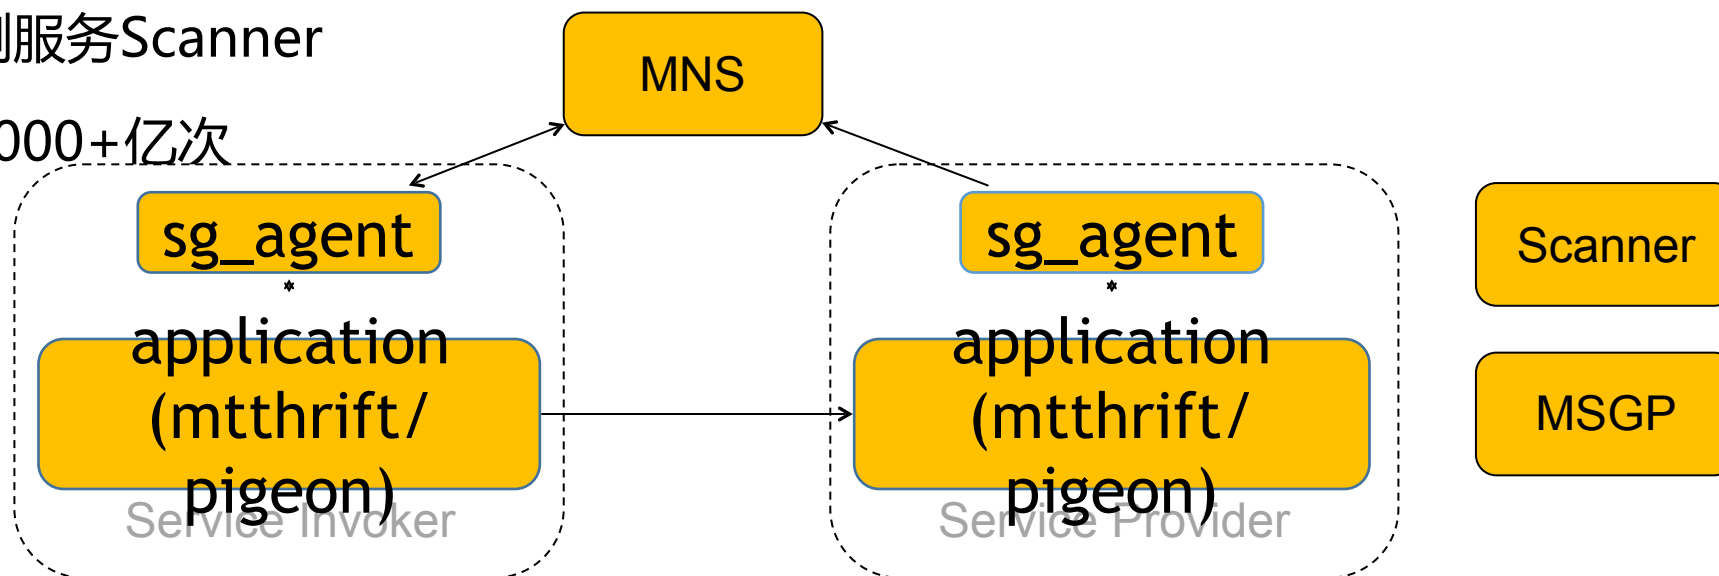 服务Scanner
MNS
000+亿次
sg_agent
sg_agent
Scanner
application
(mtthrift/
pigeon)
Service Invoker
application
(mtthrift/
pigeon)
Service Provider
MSGP